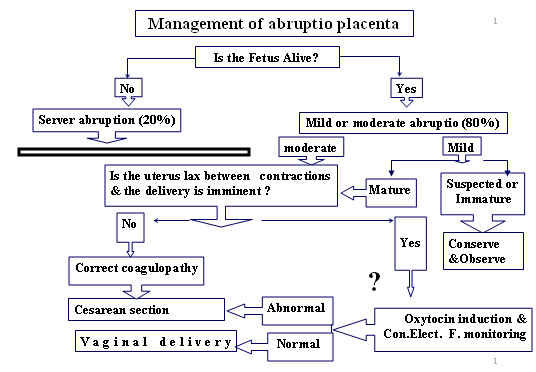 Management of abruptio placenta
1
Is the Fetus Alive?
No
Yes
Server abruption (20%)
Mild or moderate abruptio (80%)
moderate
Mild
Is the uterus lax between contractions
& the delivery is imminent ?
Mature
Suspected or
Immature
No
Yes
Conserve
&Observe
Correct coagulopathy
?
Cesarean section
Abnormal
Oxytocin induction &
Con.Elect. F. monitoring
Vaginal delivery
Normal
1